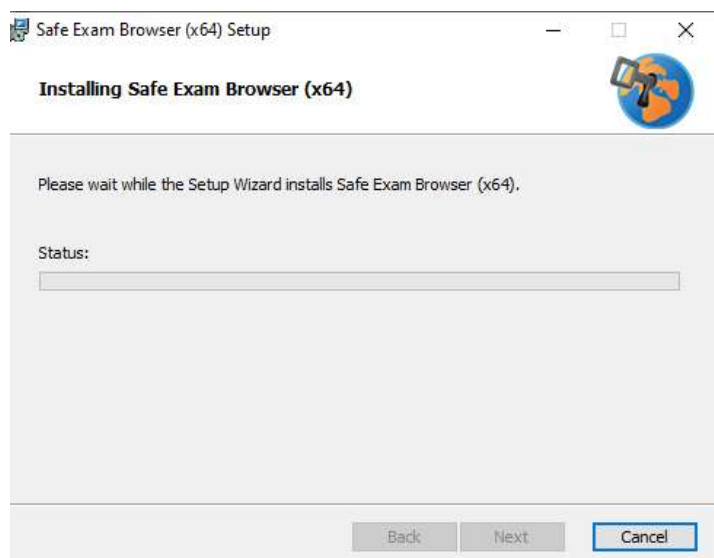 Safe Exam Browser (x64) Setup
Installing Safe Exam Browser (x64)
Please wait while the Setup Wizard installs Safe Exam Browser (x64).
Status:
Back Next Cancel